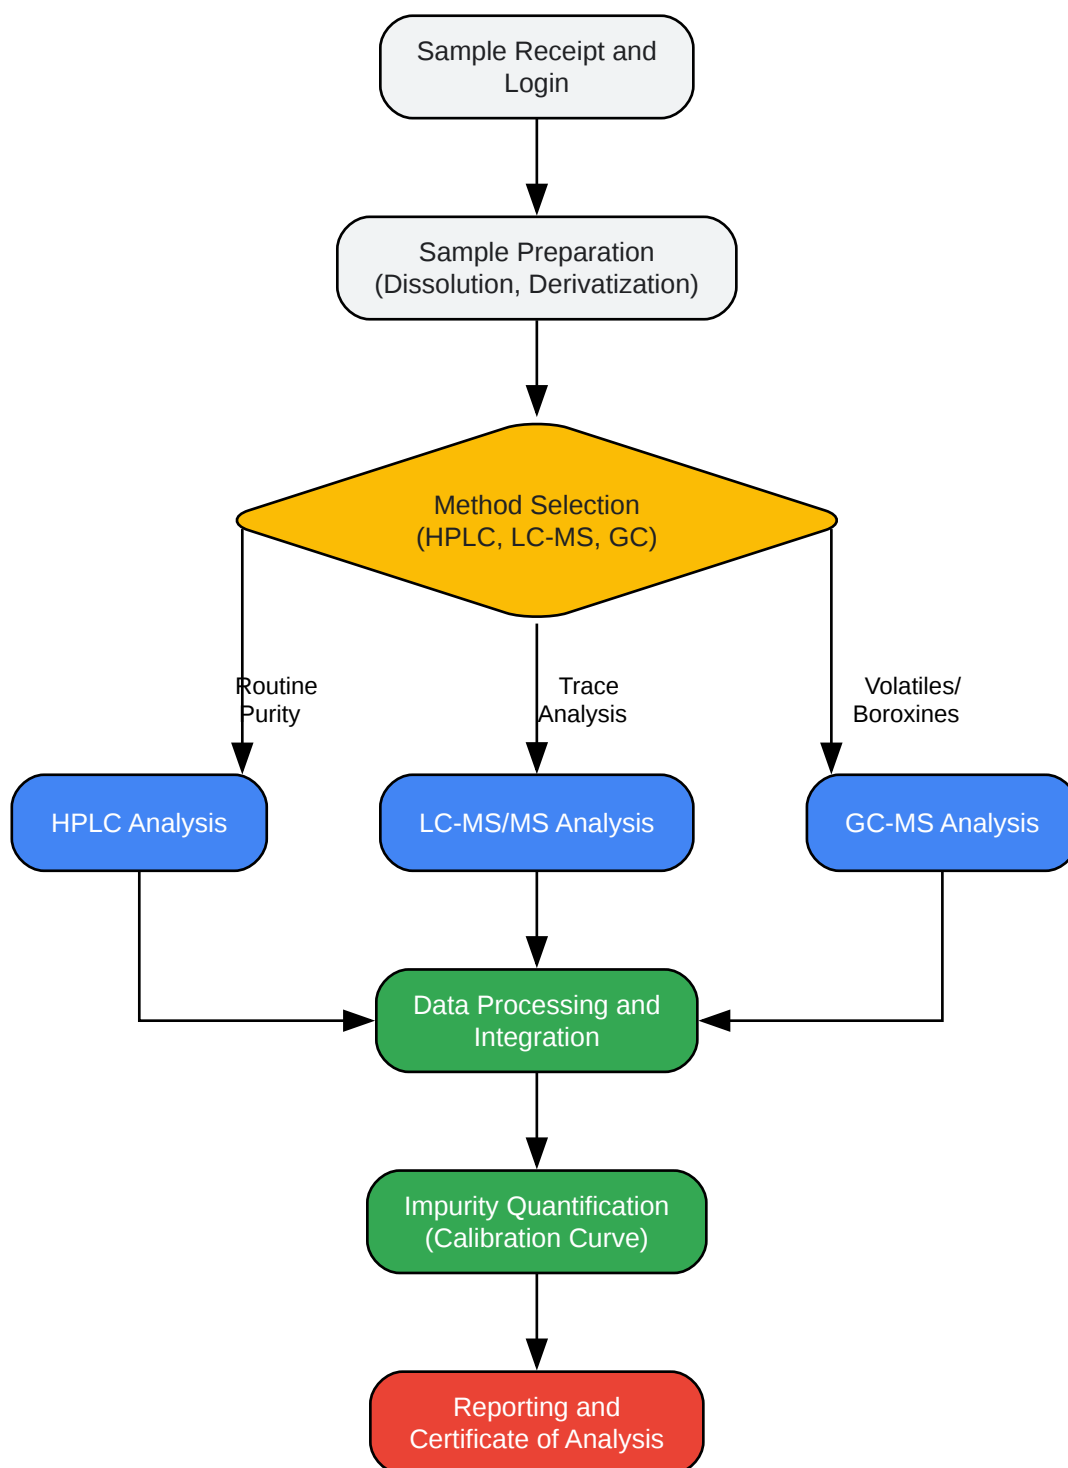 Sample Receipt and
Login
Sample Preparation
(Dissolution, Derivatization)
Method Selection
(HPLC, LC-MS, GC)
Routine
Purity
Trace
Analysis
Volatiles/
Boroxines
HPLC Analysis
LC-MS/MS Analysis
GC-MS Analysis
Data Processing and
Integration
Impurity Quantification
(Calibration Curve)
Reporting and
Certificate of Analysis